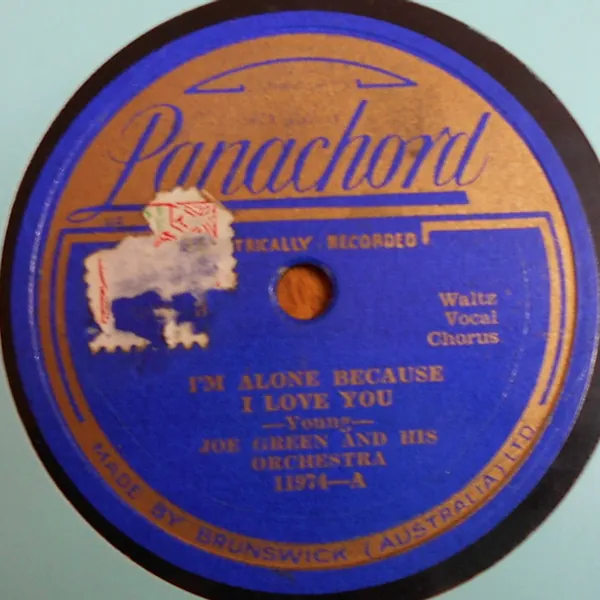 Panachord
TRICALLY RECORDED
Waltz
Vocal
Chorus
I'M ALONE BECAUSE
I LOVE YOU
—Young—
JOE GREEN AND HIS
ORCHESTRA
11974—A
MADE BY BRUNSWICK (AUSTRALIA) LTD.